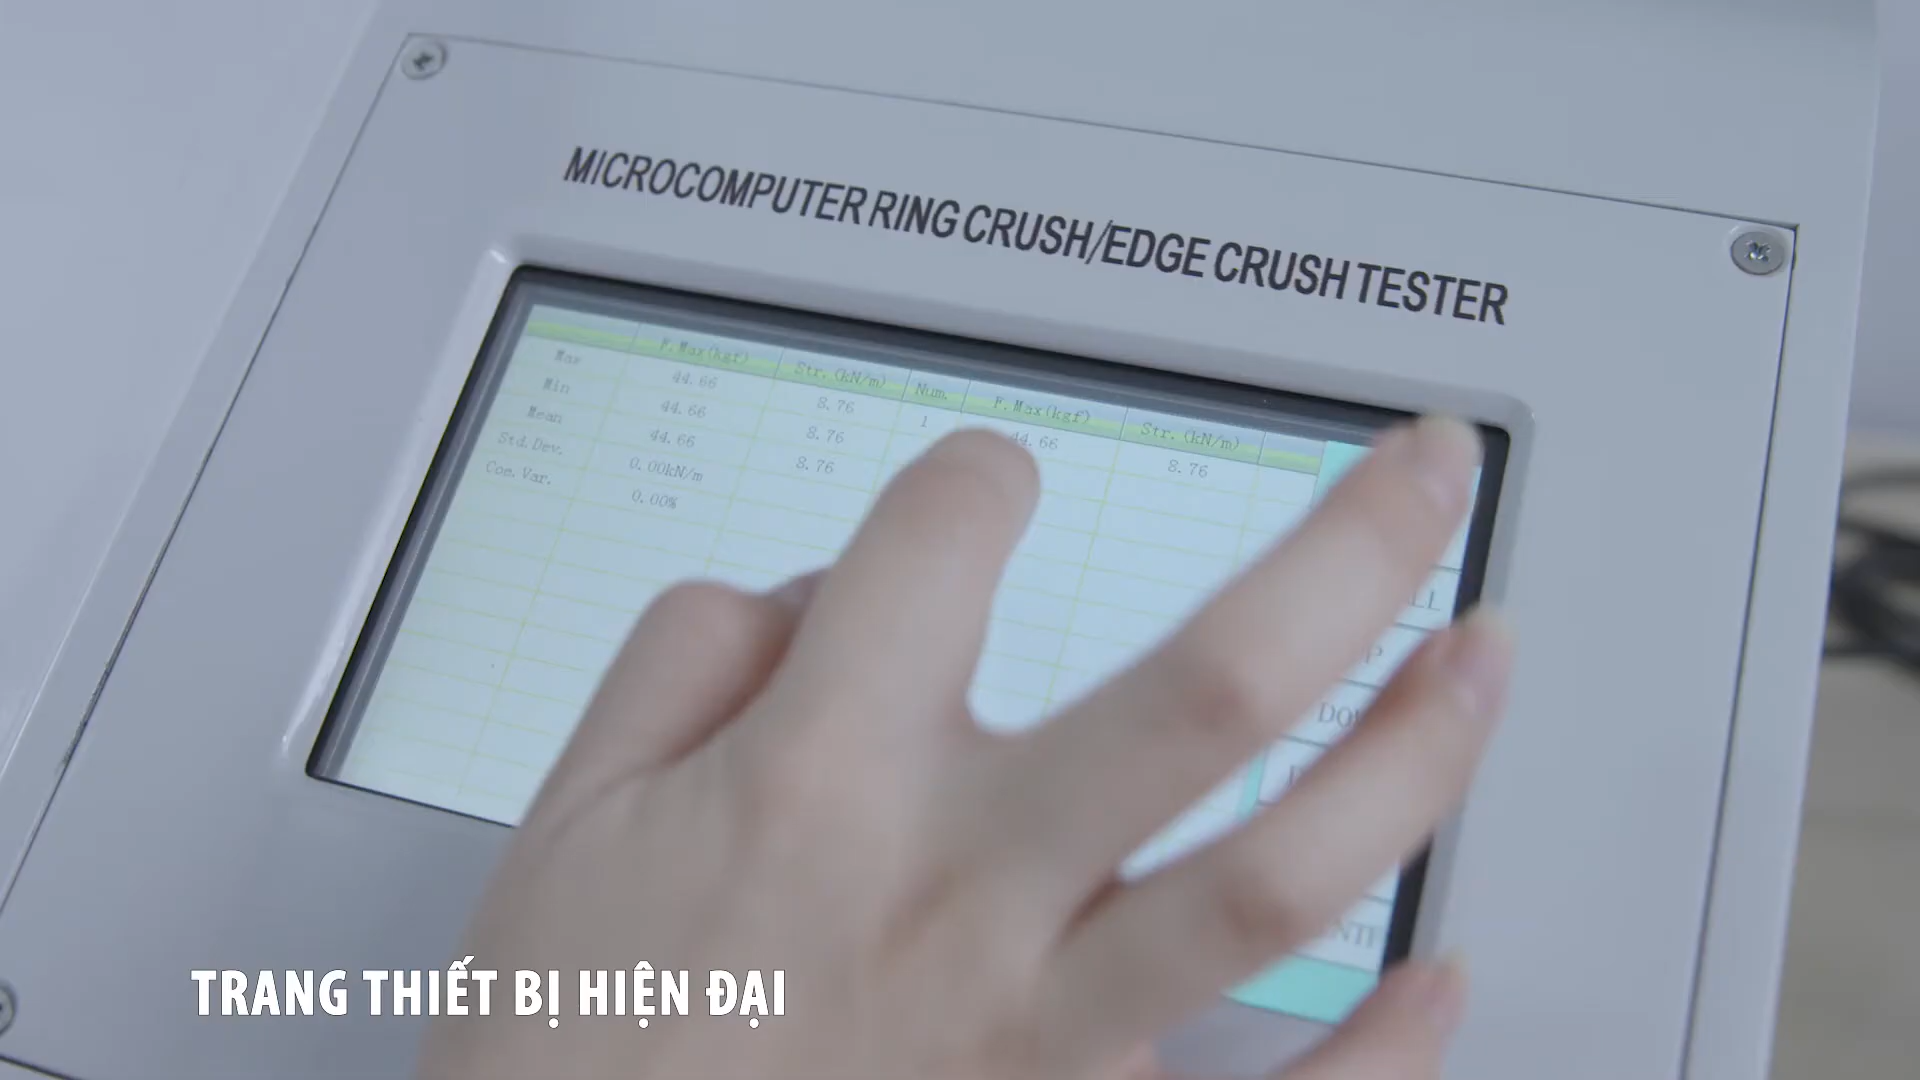 MICROCOMPUTER RING CRUSH/EDGE CRUSH TESTER
F.Max(kgf) Str.(kN/m) Num. F.Max(kgf) Str.(kN/m)
Max 44.66 8.76 1 44.66 8.76
Min 44.66 8.76
Mean 44.66 8.76
Std.Dev. 0.00kN/m
Coe.Var. 0.00%
TRANG THIẾT BỊ HIỆN ĐẠI